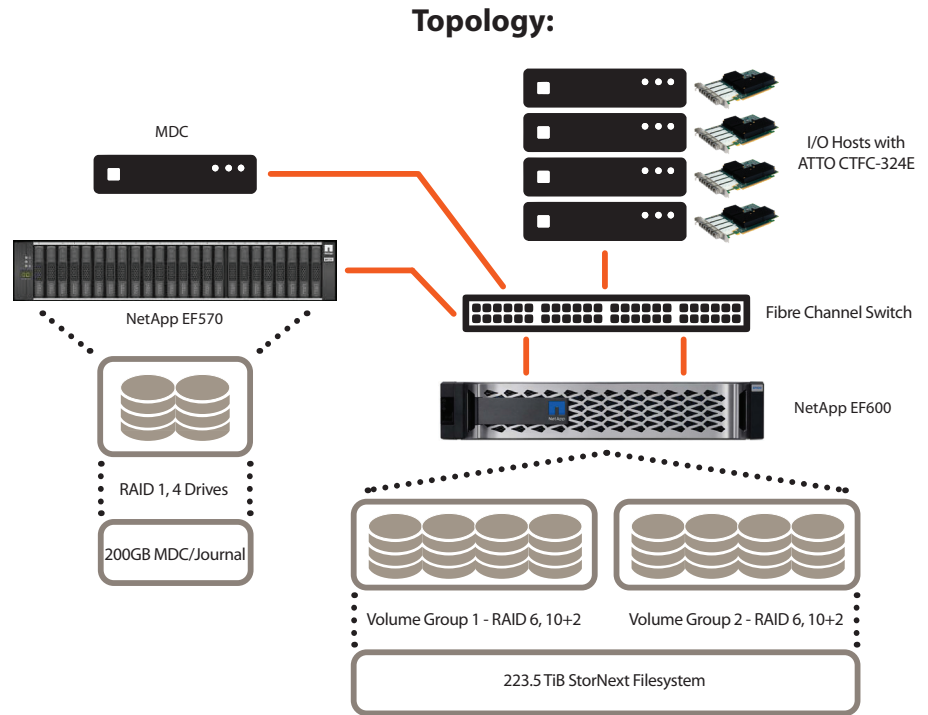 Topology:
MDC
I/O Hosts with
ATTO CTFC-324E
NetApp EF570
Fibre Channel Switch
NetApp
NetApp EF600
RAID 1, 4 Drives
200GB MDC/Journal
Volume Group 1 - RAID 6, 10+2
Volume Group 2 - RAID 6, 10+2
223.5 TiB StorNext Filesystem